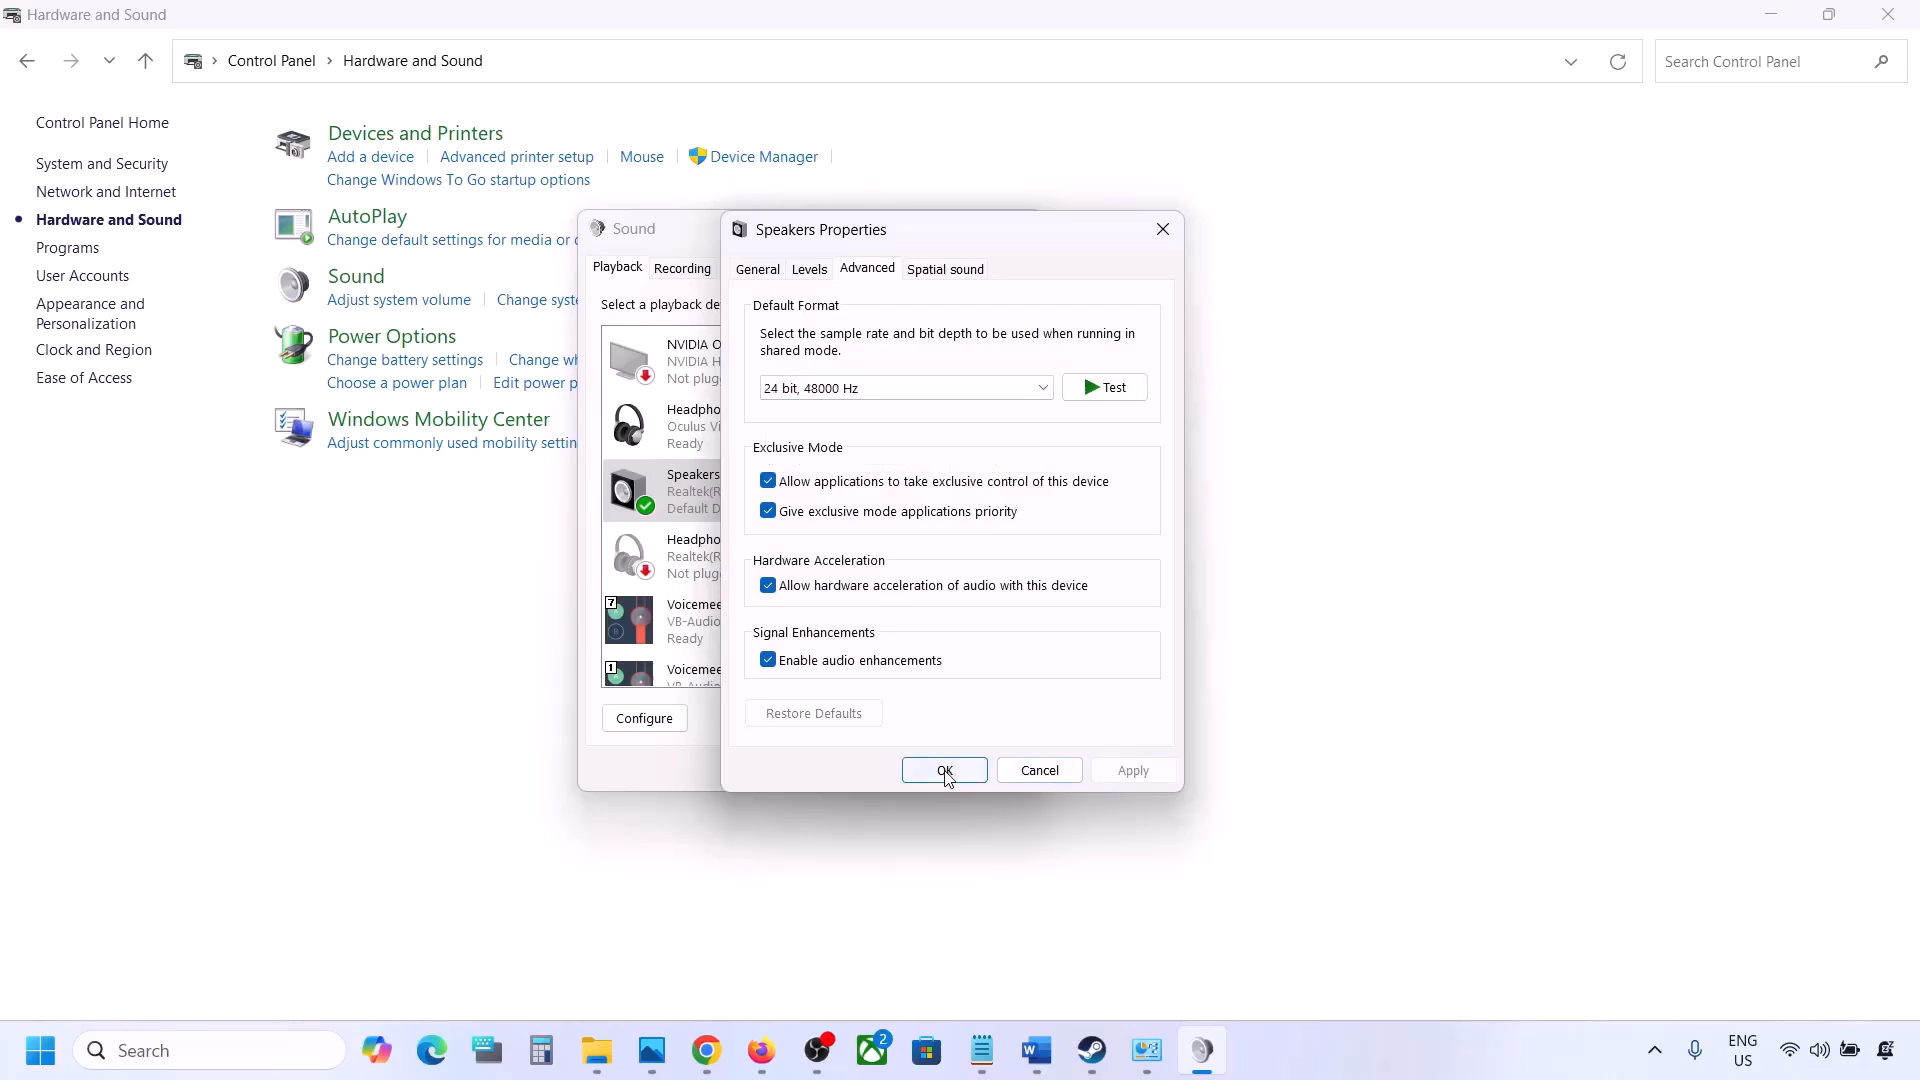 Hardware and Sound
Control Panel > Hardware and Sound
Search Control Panel
Control Panel Home
System and Security
Network and Internet
Hardware and Sound
Programs
User Accounts
Appearance and
Personalization
Clock and Region
Ease of Access
Devices and Printers
Add a device
Advanced printer setup
Mouse
Device Manager
Change Windows To Go startup options
AutoPlay
Change default settings for media or
Sound
Adjust system volume
Change syst
Power Options
Change battery settings
Change wh
Choose a power plan
Edit power p
Windows Mobility Center
Adjust commonly used mobility settin
Sound
Playback
Recording
Select a playback de
NVIDIA O
NVIDIA H
Not plug
Headpho
Oculus Vi
Ready
Speakers
Realtek(R
Default D
Headpho
Realtek(R
Not plug
7
Voicemee
VB-Audio
Ready
1
Voicemee
VB-Audio
Configure
Speakers Properties
General
Levels
Advanced
Spatial sound
Default Format
Select the sample rate and bit depth to be used when running in
shared mode.
24 bit, 48000 Hz
Test
Exclusive Mode
Allow applications to take exclusive control of this device
Give exclusive mode applications priority
Hardware Acceleration
Allow hardware acceleration of audio with this device
Signal Enhancements
Enable audio enhancements
Restore Defaults
OK
Cancel
Apply
Search
2
ENG
US